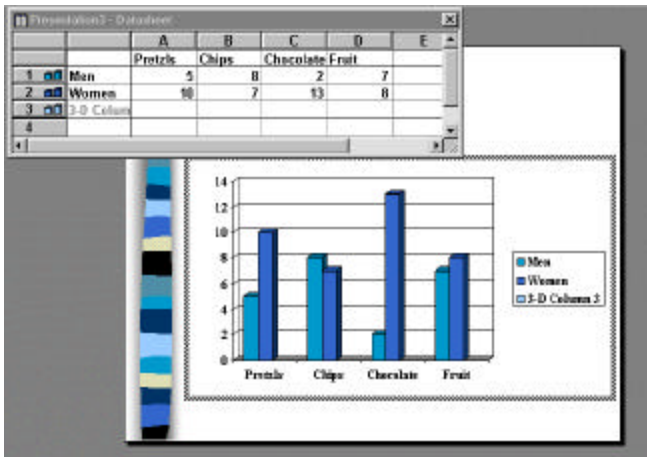 Presentation3 - Datasheet
A B C D E
Pretzls Chips Chocolate Fruit
1 Men 5 8 2 7
2 Women 10 7 13 8
3 3-D Colum
4
14
12
10
8
6
4
2
0
Pretzls Chips Chocolate Fruit
Men
Women
3-D Column 3